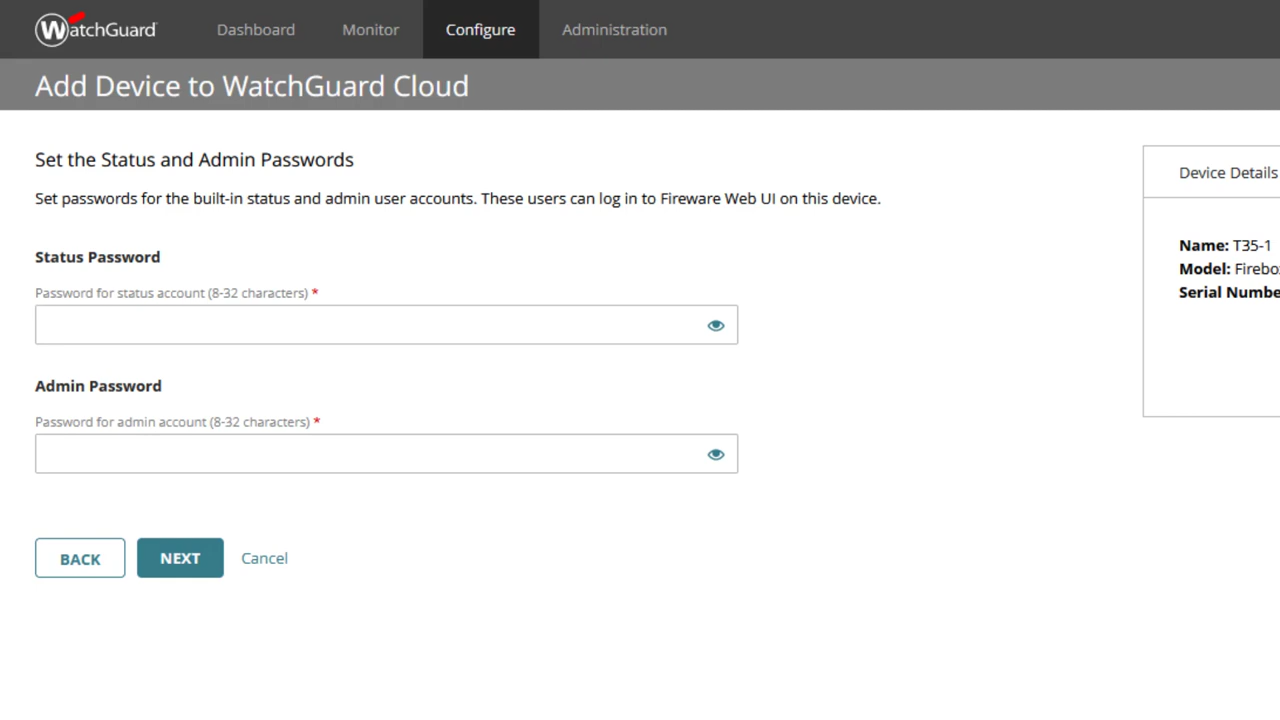 WatchGuard Dashboard Monitor Configure Administration
Add Device to WatchGuard Cloud
Set the Status and Admin Passwords
Set passwords for the built-in status and admin user accounts. These users can log in to Fireware Web UI on this device.
Status Password
Password for status account (8-32 characters) *
Admin Password
Password for admin account (8-32 characters) *
BACK NEXT Cancel
Device Details
Name: T35-1
Model:
Serial